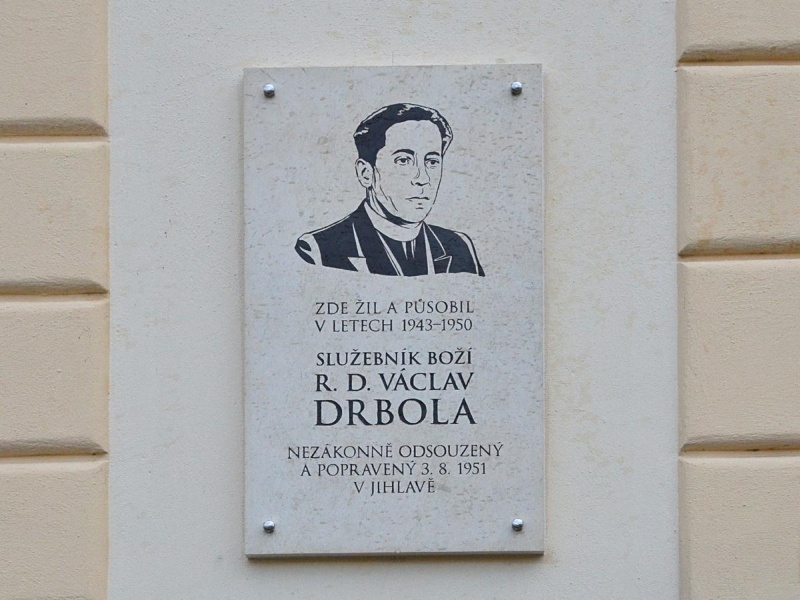 ZDE ŽIL A PŮSOBIL
V LETECH 1943–1950
SLUŽEBNÍK BOŽÍ
R. D. VÁCLAV
DRBOLA
NEZÁKONNĚ ODSOUZENÝ
A POPRAVENÝ 3. 8. 1951
V JIHLAVĚ